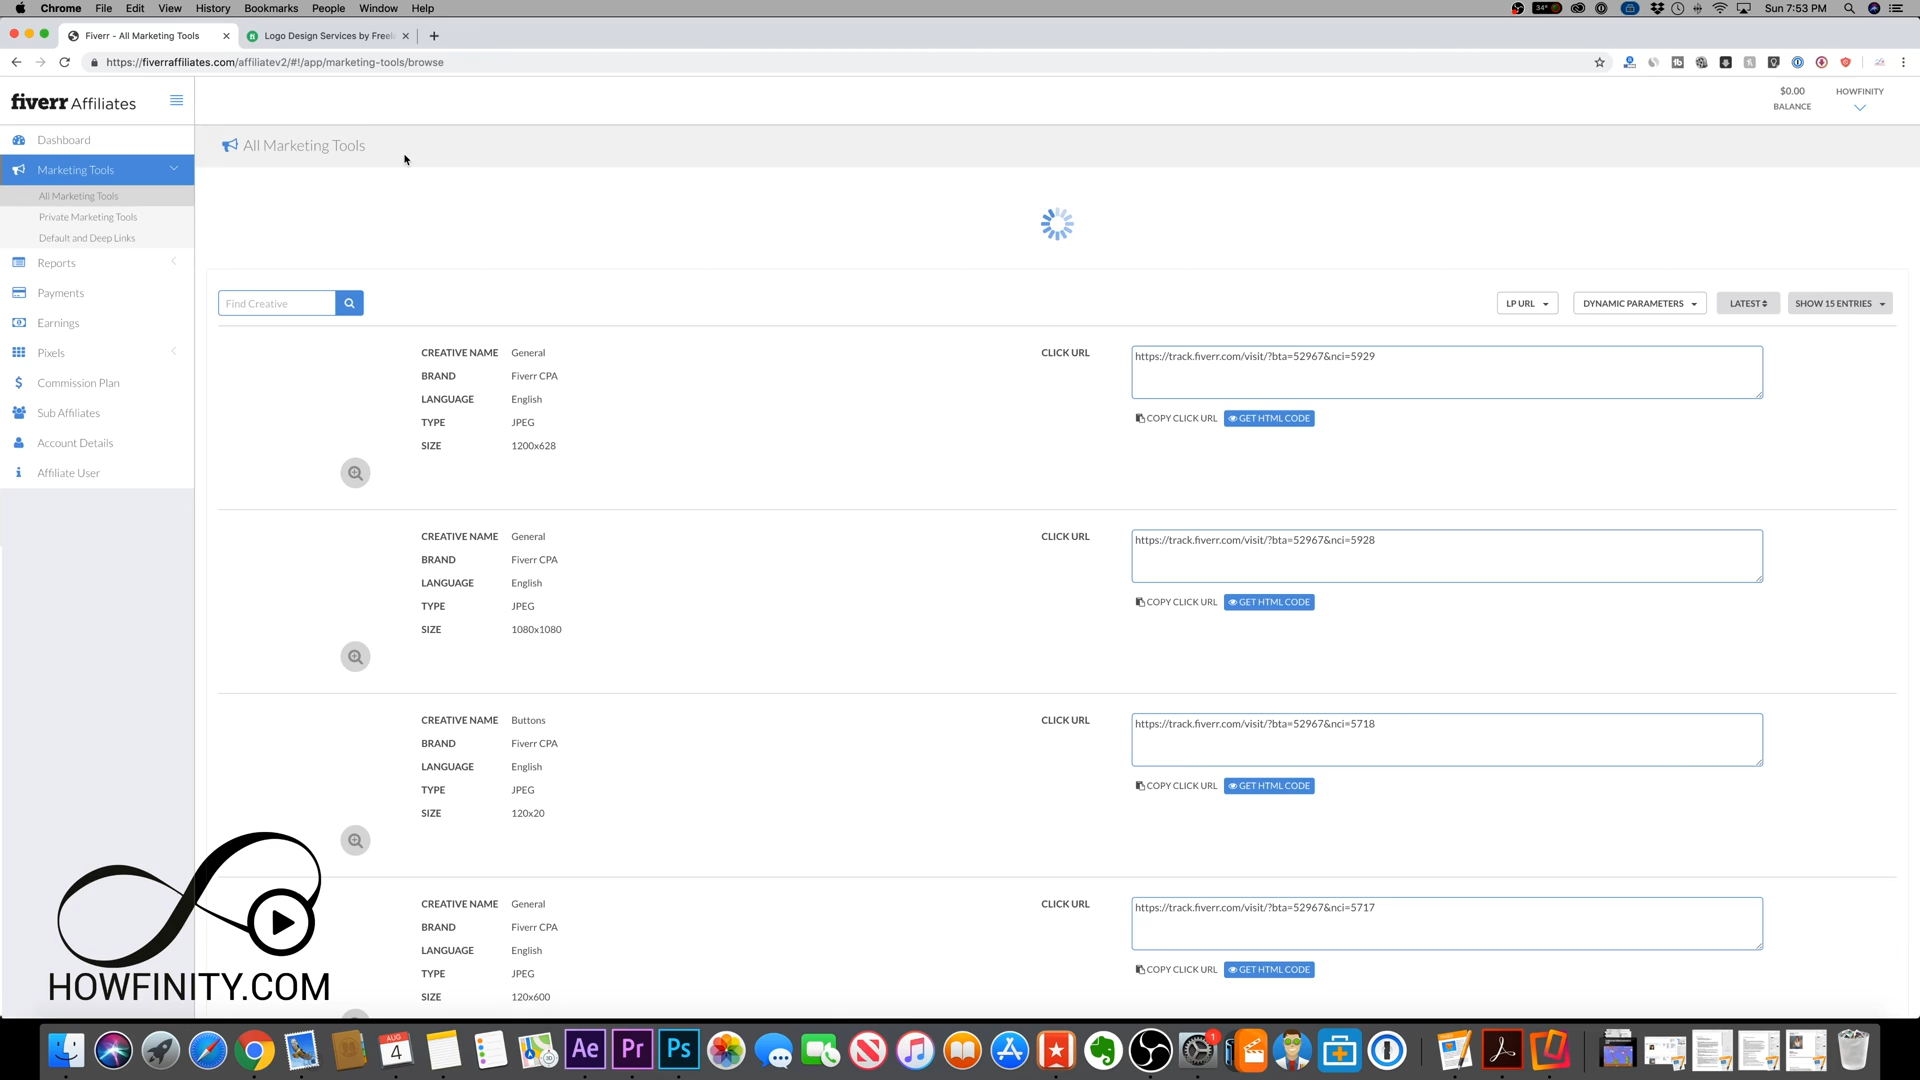 Chrome File Edit View History Bookmarks People Window Help
34°
Sun 7:53 PM
Fiverr - All Marketing Tools
Logo Design Services by Freel
https://fiverraffiliates.com/affiliatev2/#!/app/marketing-tools/browse
fiverr Affiliates
$0.00
BALANCE
HOWFINITY
Dashboard
Marketing Tools
All Marketing Tools
Private Marketing Tools
Default and Deep Links
Reports
Payments
Earnings
Pixels
Commission Plan
Sub Affiliates
Account Details
Affiliate User
All Marketing Tools
Find Creative
LP URL
DYNAMIC PARAMETERS
LATEST
SHOW 15 ENTRIES
CREATIVE NAME General
BRAND Fiverr CPA
LANGUAGE English
TYPE JPEG
SIZE 1200x628
CLICK URL
https://track.fiverr.com/visit/?bta=52967&nci=5929
COPY CLICK URL GET HTML CODE
CREATIVE NAME General
BRAND Fiverr CPA
LANGUAGE English
TYPE JPEG
SIZE 1080x1080
CLICK URL
https://track.fiverr.com/visit/?bta=52967&nci=5928
COPY CLICK URL GET HTML CODE
CREATIVE NAME Buttons
BRAND Fiverr CPA
LANGUAGE English
TYPE JPEG
SIZE 120x20
CLICK URL
https://track.fiverr.com/visit/?bta=52967&nci=5718
COPY CLICK URL GET HTML CODE
CREATIVE NAME General
BRAND Fiverr CPA
LANGUAGE English
TYPE JPEG
SIZE 120x600
CLICK URL
https://track.fiverr.com/visit/?bta=52967&nci=5717
COPY CLICK URL GET HTML CODE
HOWFINITY.COM
AUG
4
Ae
Pr
Ps
1